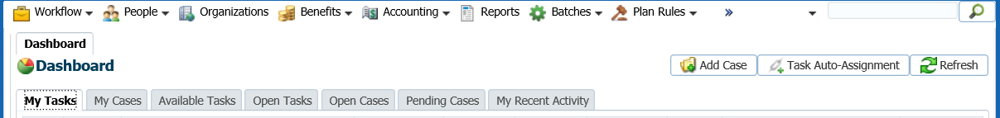 Workflow People Organizations Benefits Accounting Reports Batches Plan Rules »
Dashboard
Dashboard Add Case Task Auto-Assignment Refresh
My Tasks My Cases Available Tasks Open Tasks Open Cases Pending Cases My Recent Activity